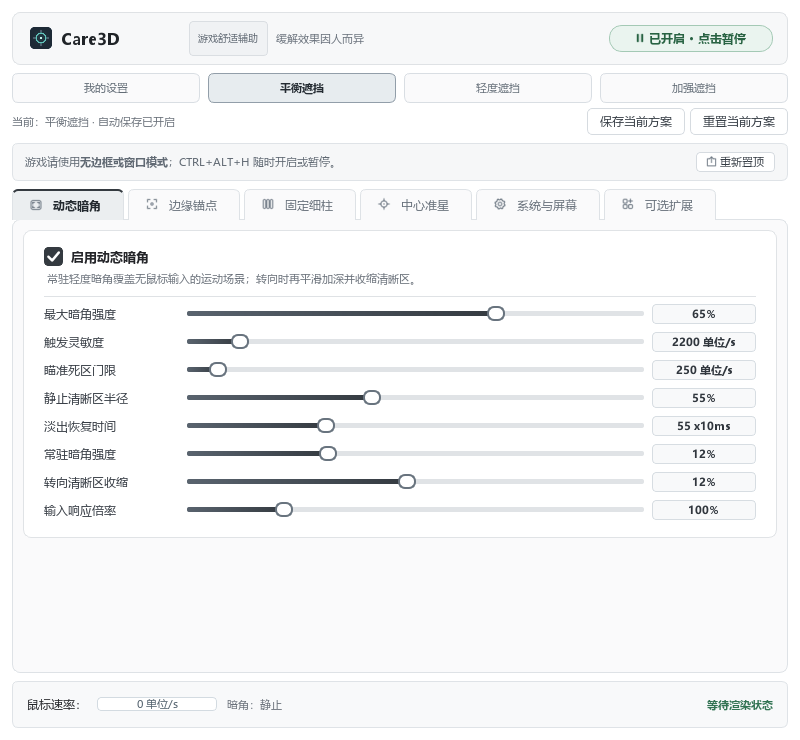 Care3D
游戏舒适辅助
缓解效果因人而异
已开启・点击暂停
我的设置
平衡遮挡
轻度遮挡
加强遮挡
当前：平衡遮挡 · 自动保存已开启
保存当前方案
重置当前方案
游戏请使用无边框或窗口模式；CTRL+ALT+H 随时开启或暂停。
重新置顶
动态暗角
边缘锚点
固定细柱
中心准星
系统与屏幕
可选扩展
启用动态暗角
常驻轻度暗角覆盖无鼠标输入的运动场景；转向时再平滑加深并收缩清晰区。
最大暗角强度 65%
触发灵敏度 2200 单位/s
瞄准死区门限 250 单位/s
静止清晰区半径 55%
淡出恢复时间 55 x10ms
常驻暗角强度 12%
转向清晰区收缩 12%
输入响应倍率 100%
鼠标速率： 0 单位/s 暗角：静止
等待渲染状态